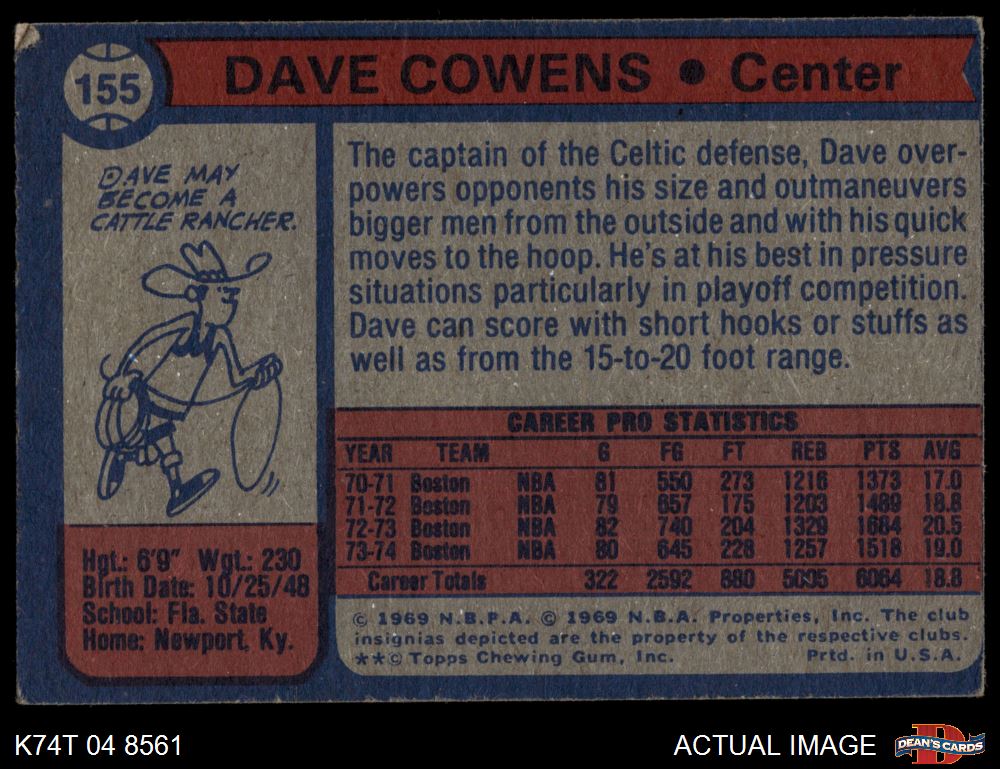 155
DAVE COWENS • Center
DAVE MAY
BECOME A
CATTLE RANCHER.
The captain of the Celtic defense, Dave over-
powers opponents his size and outmaneuvers
bigger men from the outside and with his quick
moves to the hoop. He's at his best in pressure
situations particularly in playoff competition.
Dave can score with short hooks or stuffs as
well as from the 15-to-20 foot range.
CAREER PRO STATISTICS
YEAR TEAM G FG FT REB PTS AVG
70-71 Boston NBA 81 550 273 1216 1373 17.0
71-72 Boston NBA 79 657 175 1203 1489 18.8
72-73 Boston NBA 82 740 204 1329 1684 20.5
73-74 Boston NBA 80 645 228 1257 1518 19.0
Career Totals 322 2592 880 5005 6064 18.8
Hgt.: 6'9" Wgt.: 230
Birth Date: 10/25/48
School: Fla. State
Home: Newport, Ky.
© 1969 N.B.P.A. © 1969 N.B.A. Properties, Inc. The club
insignias depicted are the property of the respective clubs.
**© Topps Chewing Gum, Inc. Prtd. in U.S.A.
K74T 04 8561
ACTUAL IMAGE
D
DEAN'S CARDS